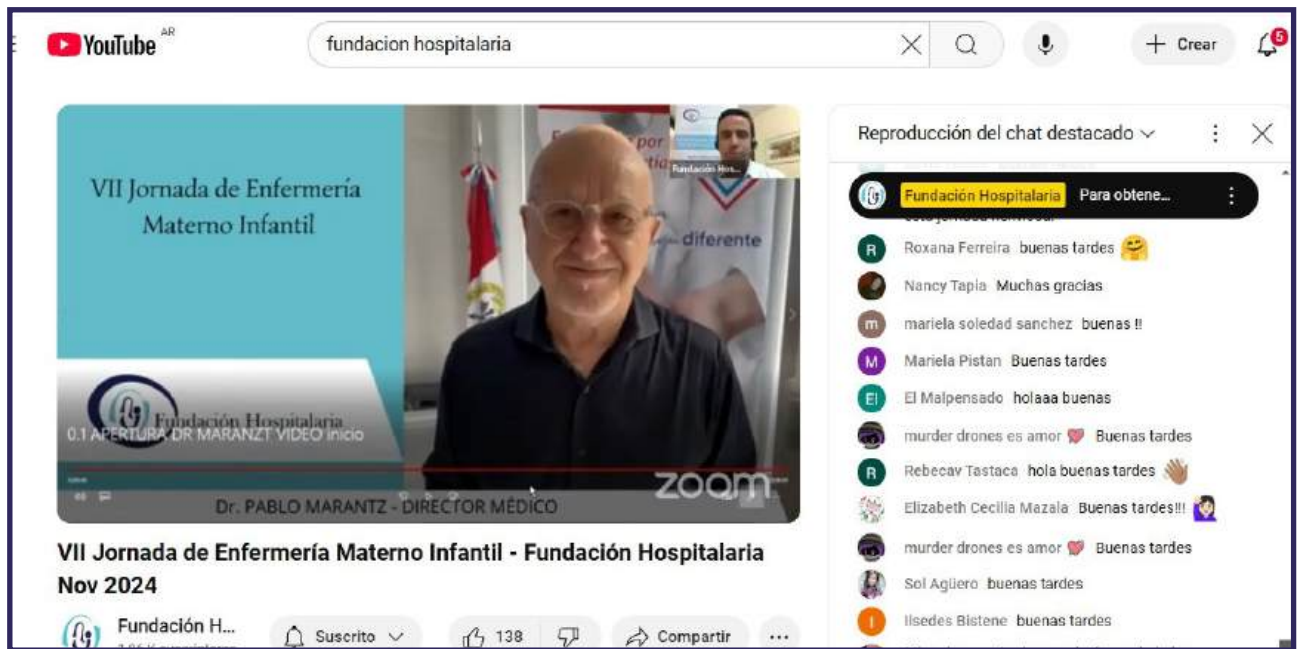 YouTube AR
fundacion hospitalaria
Crear
5
VII Jornada de Enfermería
Materno Infantil
Fundación Hospitalaria
0.1 APERTURA DR MARANZT VIDEO inicio
por
diferente
Fundación Hos...
zoom
Dr. PABLO MARANTZ - DIRECTOR MÉDICO
VII Jornada de Enfermería Materno Infantil - Fundación Hospitalaria
Nov 2024
Fundación H...
Suscrito
138
Compartir
Reproducción del chat destacado
Fundación Hospitalaria Para obtene...
Roxana Ferreira buenas tardes 🤗
Nancy Tapia Muchas gracias
mariela soledad sanchez buenas !!
Mariela Pistan Buenas tardes
El Malpensado holaaa buenas
murder drones es amor 💘 Buenas tardes
Rebecav Tastaca hola buenas tardes 👋🏽
Elizabeth Cecilia Mazala Buenas tardes!!! 🙋🏻‍♀️
murder drones es amor 💘 Buenas tardes
Sol Agüero buenas tardes
Ilsedes Bistene buenas tardes